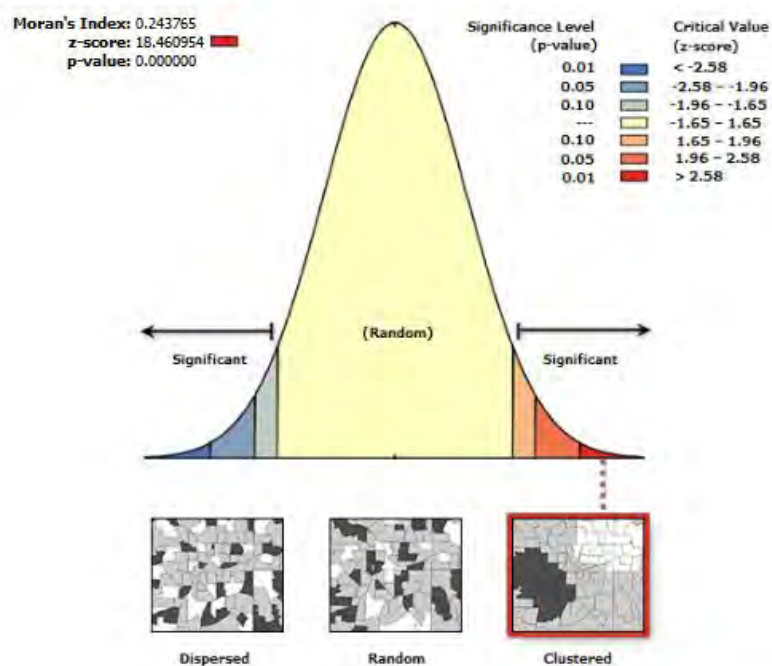 Moran's Index: 0.243765
z-score: 18.460954
p-value: 0.000000
Significance Level
(p-value)
Critical Value
(z-score)
0.01 < -2.58
0.05 -2.58 – -1.96
0.10 -1.96 – -1.65
--- -1.65 – 1.65
0.10 1.65 – 1.96
0.05 1.96 – 2.58
0.01 > 2.58
(Random)
Significant
Significant
Dispersed
Random
Clustered